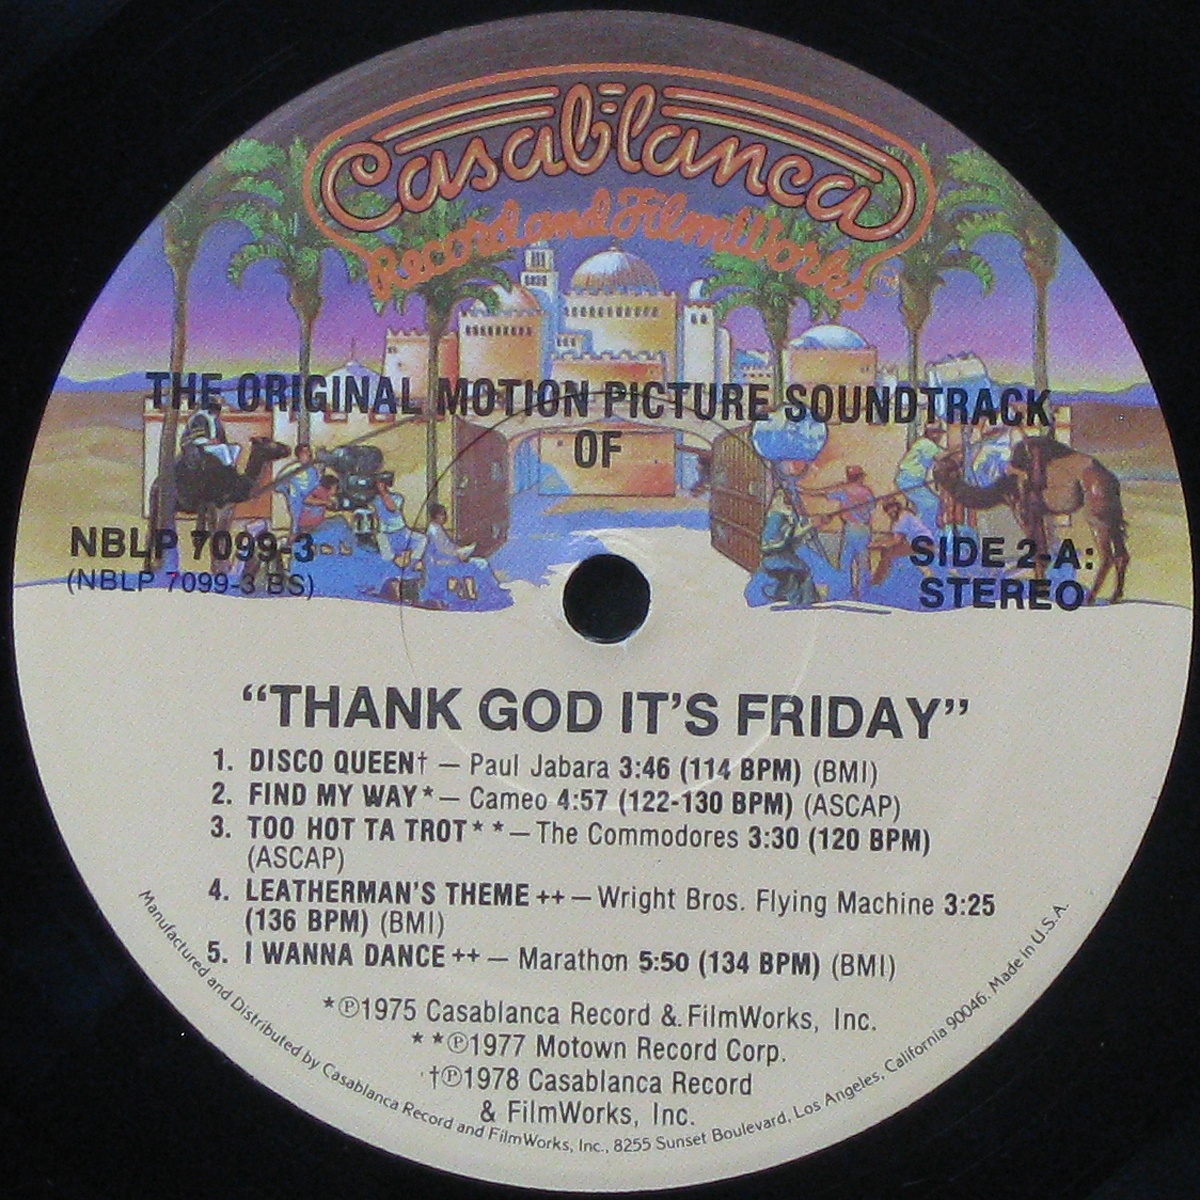 Casablanca
Record and FilmWorks™
THE ORIGINAL MOTION PICTURE SOUNDTRACK
OF
NBLP 7099-3
(NBLP 7099-3 BS)
SIDE 2-A:
STEREO
“THANK GOD IT’S FRIDAY”
1. DISCO QUEEN† — Paul Jabara 3:46 (114 BPM) (BMI)
2. FIND MY WAY* — Cameo 4:57 (122-130 BPM) (ASCAP)
3. TOO HOT TA TROT** — The Commodores 3:30 (120 BPM)
(ASCAP)
4. LEATHERMAN’S THEME ++ — Wright Bros. Flying Machine 3:25
(136 BPM) (BMI)
5. I WANNA DANCE ++ — Marathon 5:50 (134 BPM) (BMI)
*℗1975 Casablanca Record & FilmWorks, Inc.
**℗1977 Motown Record Corp.
†℗1978 Casablanca Record
& FilmWorks, Inc.
Manufactured and Distributed by Casablanca Record and FilmWorks, Inc., 8255 Sunset Boulevard, Los Angeles, California 90046. Made in U.S.A.